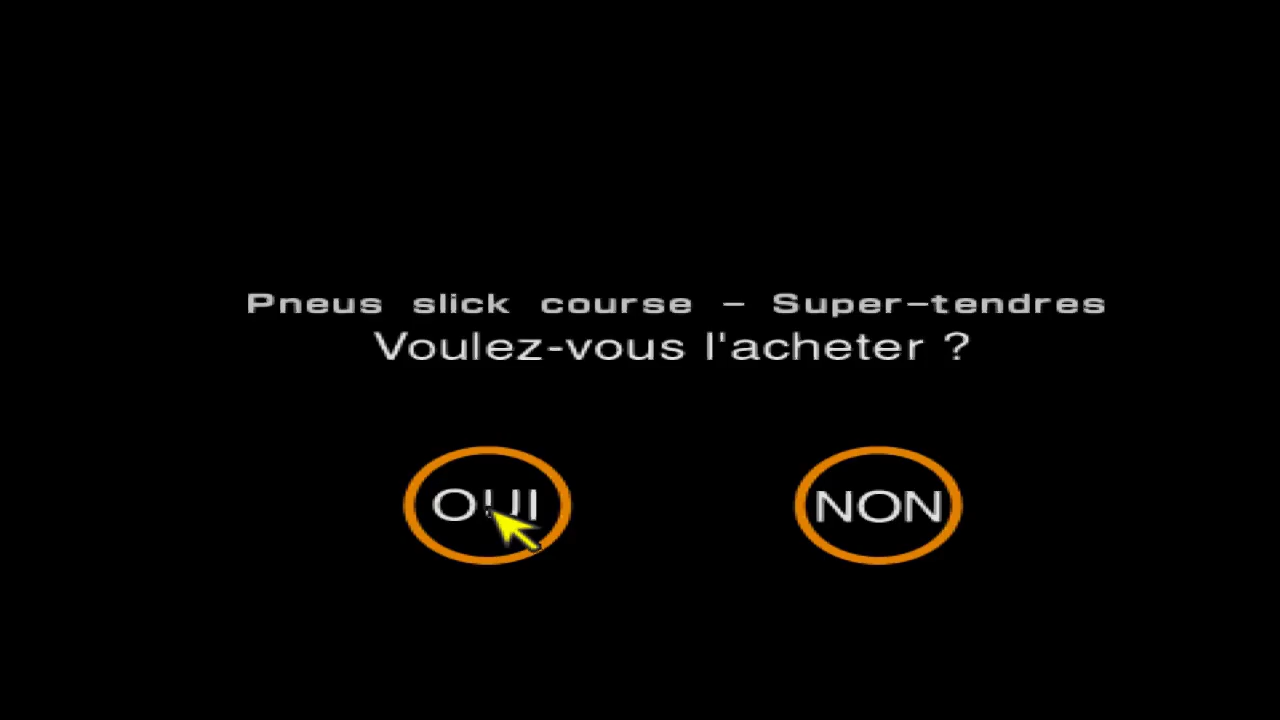 Pneus slick course - Super-tendres
Voulez-vous l'acheter ?
OUI NON